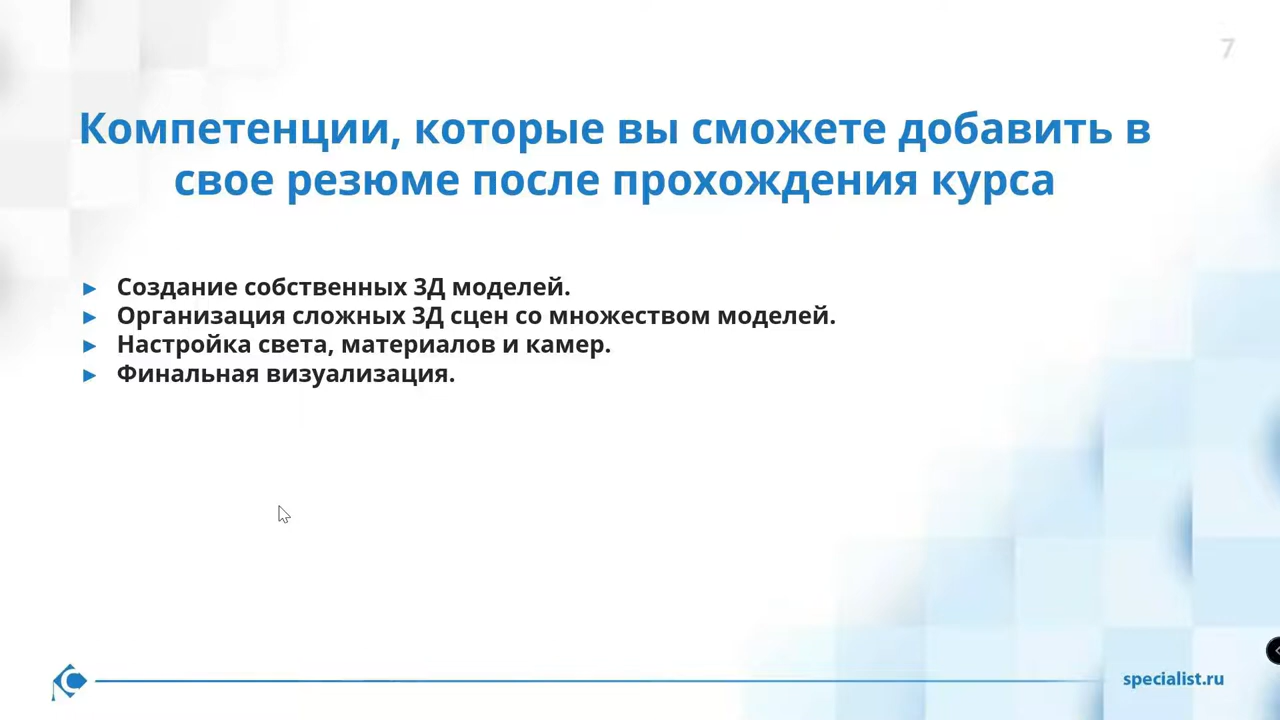 7
Компетенции, которые вы сможете добавить в
свое резюме после прохождения курса
► Создание собственных 3Д моделей.
► Организация сложных 3Д сцен со множеством моделей.
► Настройка света, материалов и камер.
► Финальная визуализация.
specialist.ru